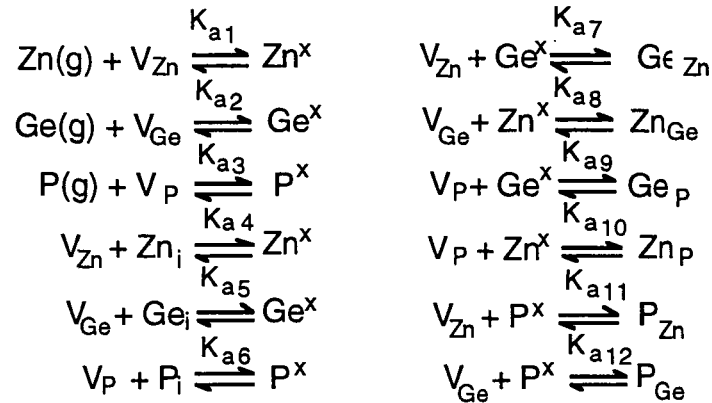 Zn(g) + V_Zn ⇌ Zn^x K_a1
Ge(g) + V_Ge ⇌ Ge^x K_a2
P(g) + V_P ⇌ P^x K_a3
V_Zn + Zn_i ⇌ Zn^x K_a4
V_Ge + Ge_i ⇌ Ge^x K_a5
V_P + P_i ⇌ P^x K_a6
V_Zn + Ge^x ⇌ Ge_Zn K_a7
V_Ge + Zn^x ⇌ Zn_Ge K_a8
V_P + Ge^x ⇌ Ge_P K_a9
V_P + Zn^x ⇌ Zn_P K_a10
V_Zn + P^x ⇌ P_Zn K_a11
V_Ge + P^x ⇌ P_Ge K_a12